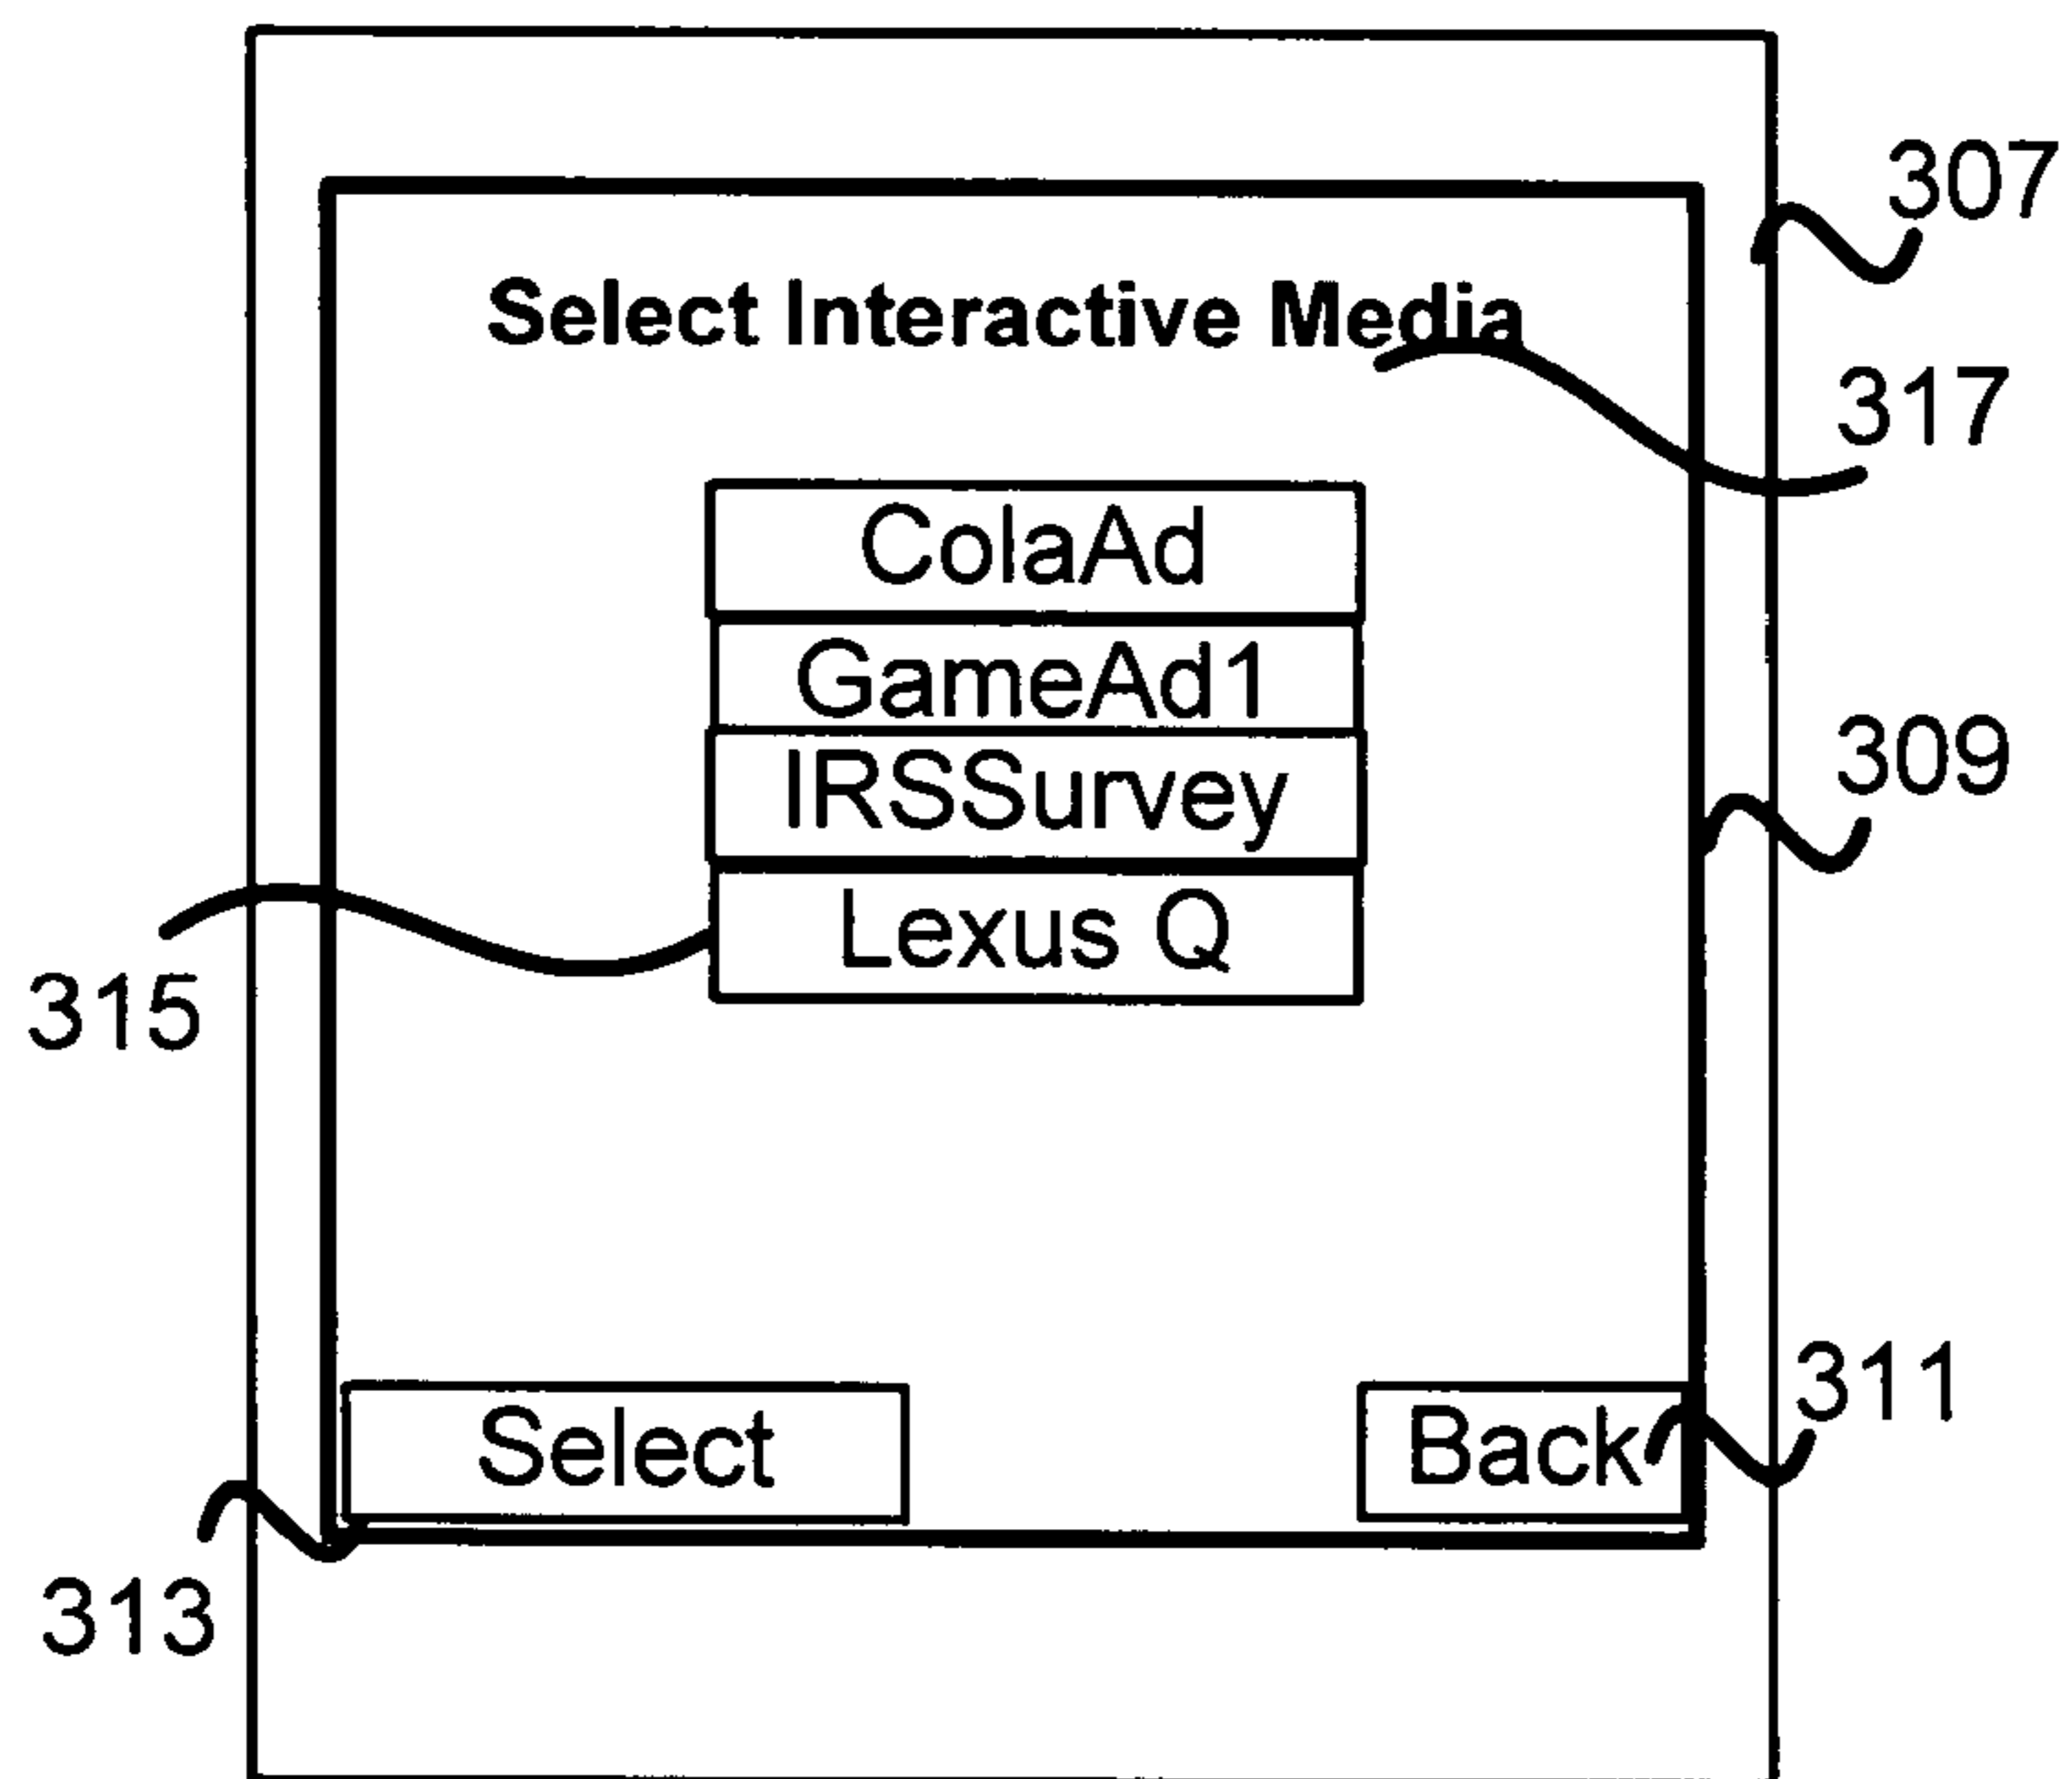 307
Select Interactive Media
317
ColaAd
GameAd1
IRSSurvey
309
Lexus Q
315
311
Select Back
313